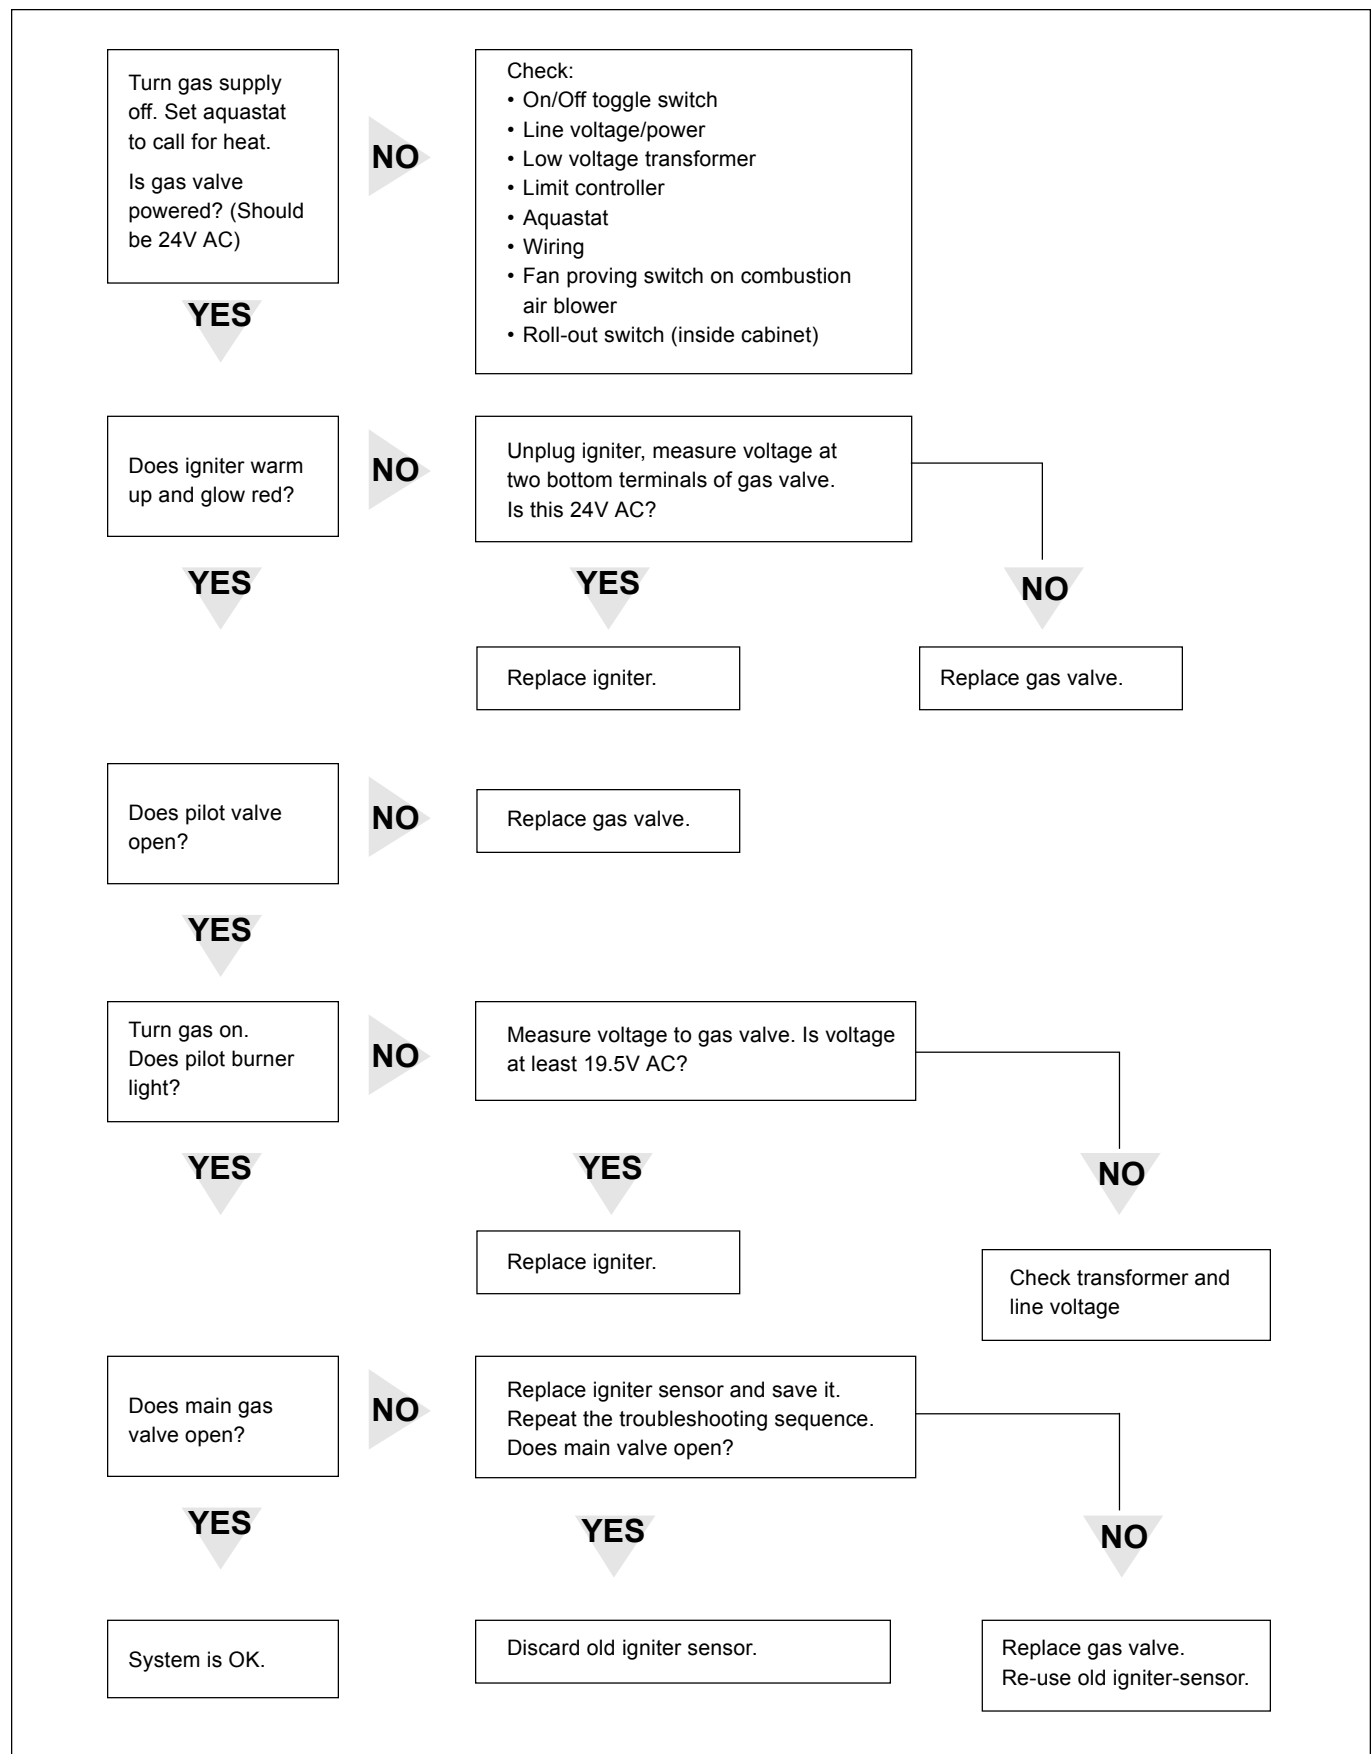 Turn gas supply
off. Set aquastat
to call for heat.
Is gas valve
powered? (Should
be 24V AC)
NO
Check:
• On/Off toggle switch
• Line voltage/power
• Low voltage transformer
• Limit controller
• Aquastat
• Wiring
• Fan proving switch on combustion
air blower
• Roll-out switch (inside cabinet)
YES
Does igniter warm
up and glow red?
NO
Unplug igniter, measure voltage at
two bottom terminals of gas valve.
Is this 24V AC?
YES
YES
NO
Replace igniter.
Replace gas valve.
Does pilot valve
open?
NO
Replace gas valve.
YES
Turn gas on.
Does pilot burner
light?
NO
Measure voltage to gas valve. Is voltage
at least 19.5V AC?
YES
YES
NO
Replace igniter.
Check transformer and
line voltage
Does main gas
valve open?
NO
Replace igniter sensor and save it.
Repeat the troubleshooting sequence.
Does main valve open?
YES
YES
NO
System is OK.
Discard old igniter sensor.
Replace gas valve.
Re-use old igniter-sensor.